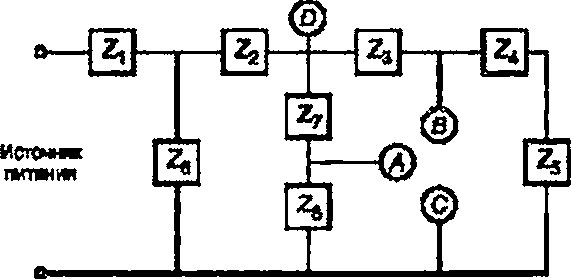 D
Z1 Z2 Z3 Z4
Z7 B
Источник
питания
Z6 A Z5
Z8 C